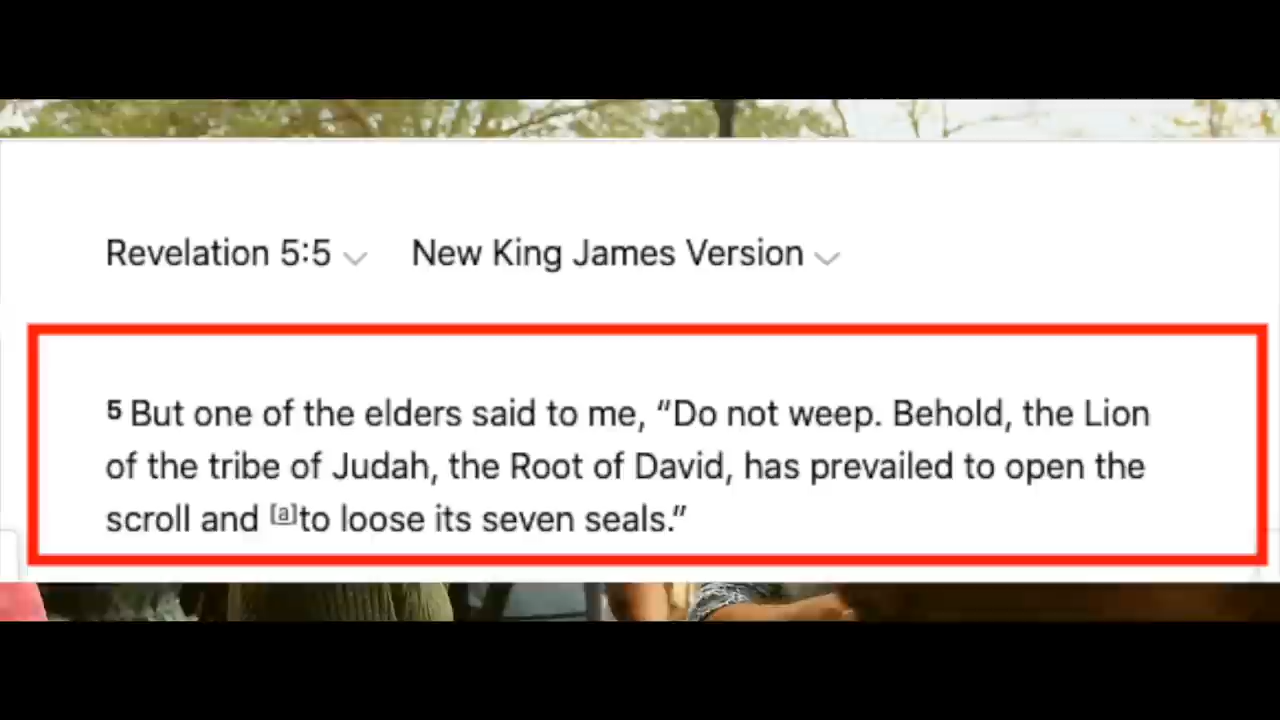 Revelation 5:5 New King James Version
5 But one of the elders said to me, “Do not weep. Behold, the Lion
of the tribe of Judah, the Root of David, has prevailed to open the
scroll and [a]to loose its seven seals.”